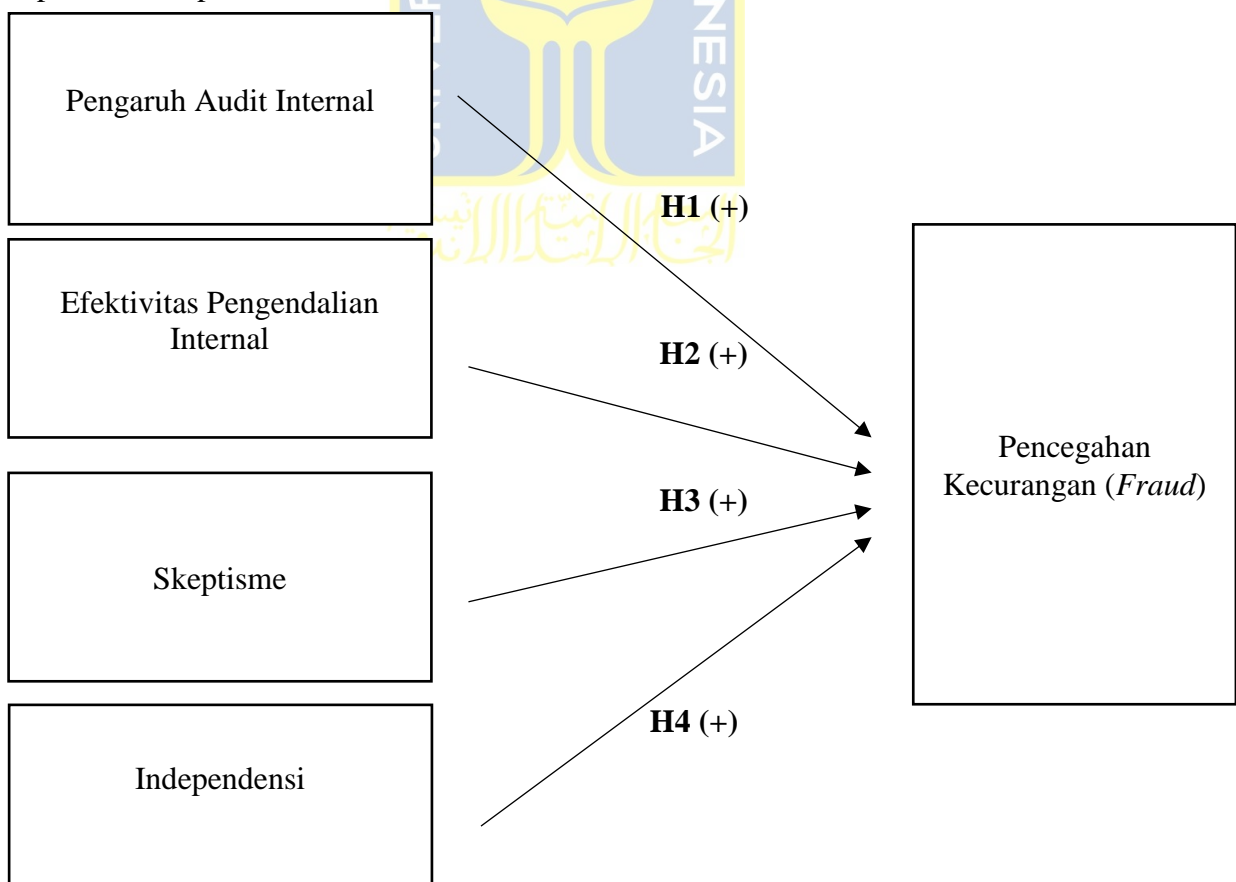 Pengaruh Audit Internal
H1 (+)
Efektivitas Pengendalian
Internal
H2 (+)
Pencegahan
Kecurangan (Fraud)
H3 (+)
Skeptisme
H4 (+)
Independensi